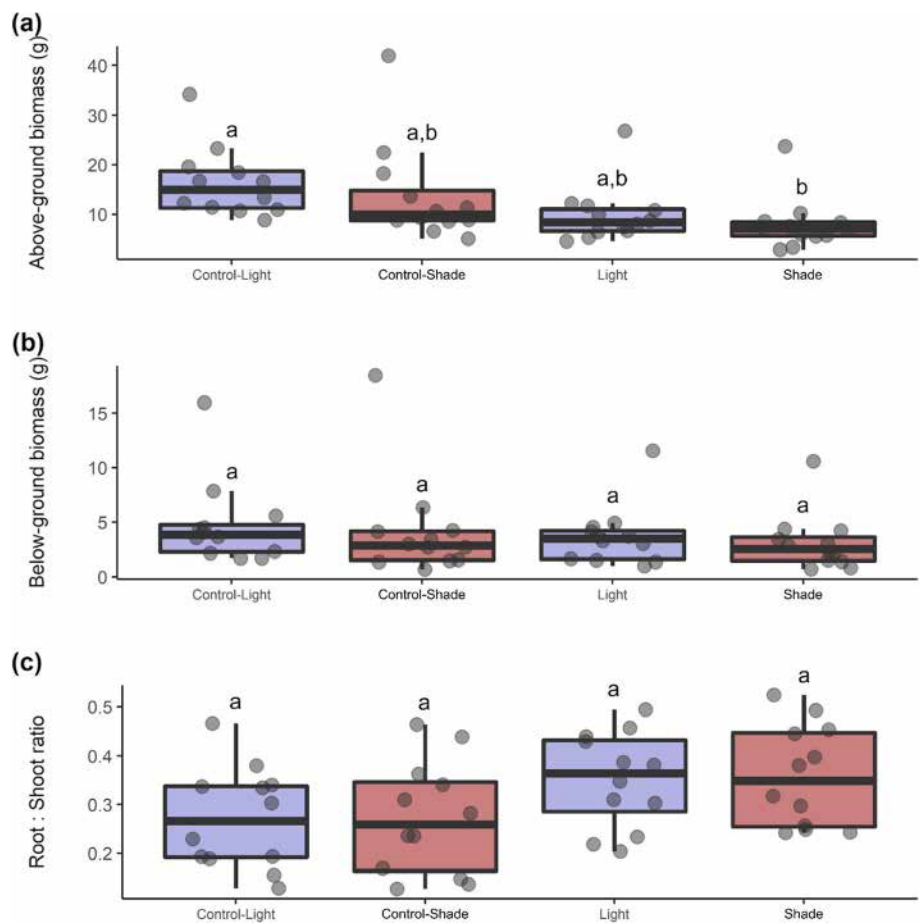 (a)
Above-ground biomass (g)
40
30
20
10
a
a,b
a,b
b
Control-Light
Control-Shade
Light
Shade
(b)
Below-ground biomass (g)
15
10
5
0
a
a
a
a
Control-Light
Control-Shade
Light
Shade
(c)
Root : Shoot ratio
0.5
0.4
0.3
0.2
a
a
a
a
Control-Light
Control-Shade
Light
Shade